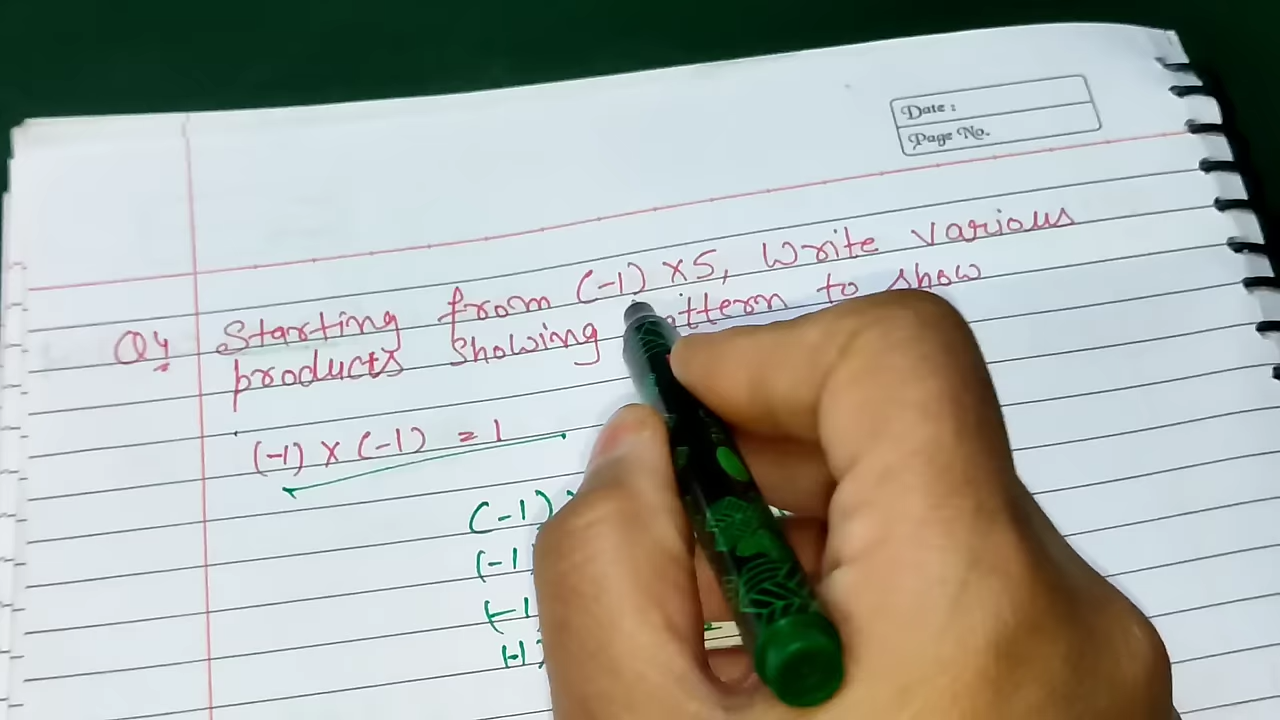 Date :
Page No.
Q4 Starting from (-1) x 5, Write various
products showing pattern to show
(-1) x (-1) = 1
(-1)
(-1
(-1
(-1)